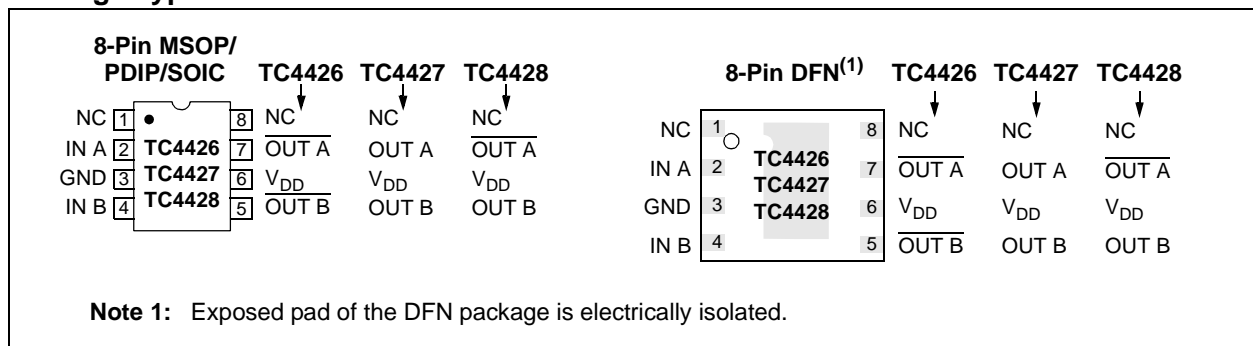 8-Pin MSOP/
PDIP/SOIC TC4426 TC4427 TC4428
NC 1 8 NC NC NC
IN A 2 TC4426 7 OUT A OUT A OUT A
GND 3 TC4427 6 VDD VDD VDD
IN B 4 TC4428 5 OUT B OUT B OUT B
8-Pin DFN(1) TC4426 TC4427 TC4428
NC 1 8 NC NC NC
IN A 2 TC4426 7 OUT A OUT A OUT A
GND 3 TC4427 TC4428 6 VDD VDD VDD
IN B 4 5 OUT B OUT B OUT B
Note 1: Exposed pad of the DFN package is electrically isolated.